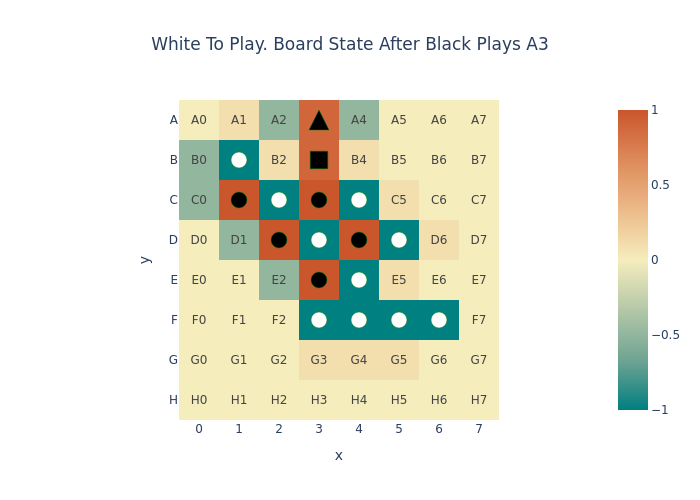 White To Play. Board State After Black Plays A3
A A0 A1 A2 A4 A5 A6 A7 1
B B0 B2 B4 B5 B6 B7
C C0 C5 C6 C7 0.5
D D0 D1 D6 D7 0
y
E E0 E1 E2 E5 E6 E7
F F0 F1 F2 F7 −0.5
G G0 G1 G2 G3 G4 G5 G6 G7
H H0 H1 H2 H3 H4 H5 H6 H7 −1
0 1 2 3 4 5 6 7
x